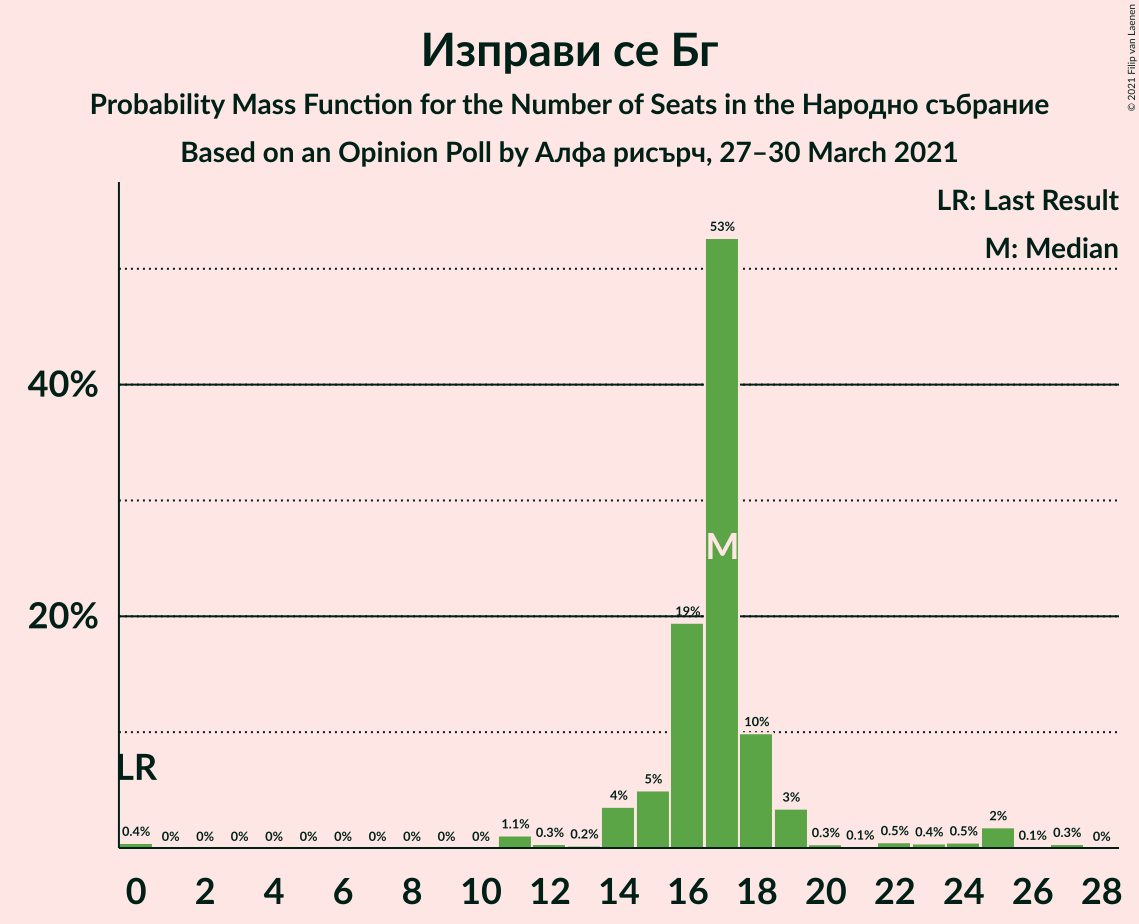 Изправи се Бг
Probability Mass Function for the Number of Seats in the Народно събрание
Based on an Opinion Poll by Алфа рисърч, 27–30 March 2021
© 2021 Filip van Laenen
LR: Last Result
M: Median
53%
40%
M
19%
20%
10%
LR
5%
4%
3%
2%
0.4% 0% 0% 0% 0% 0% 0% 0% 0% 0% 0% 1.1% 0.3% 0.2% 0.3% 0.1% 0.5% 0.4% 0.5% 0.1% 0.3% 0%
0 2 4 6 8 10 12 14 16 18 20 22 24 26 28